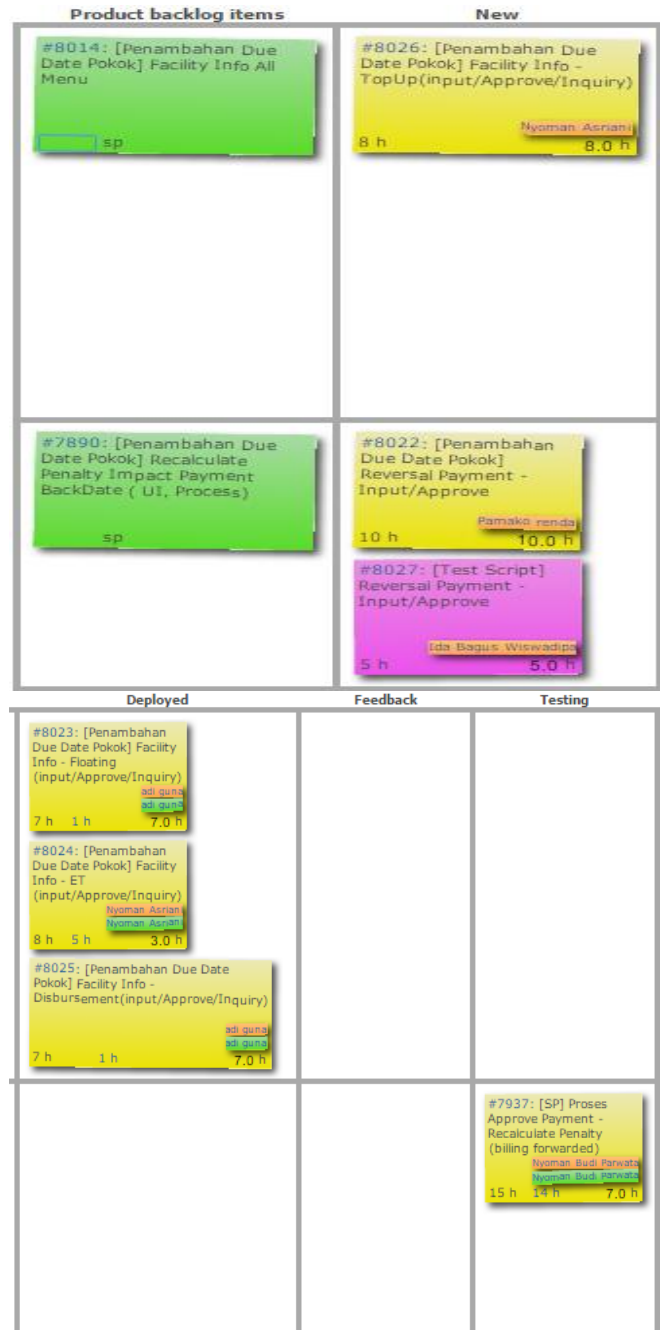 Product backlog items
New
#8014: [Penambahan Due
Date Pokok] Facility Info All
Menu
sp
#8026: [Penambahan Due
Date Pokok] Facility Info -
TopUp(input/Approve/Inquiry)
Nyoman Asriani
8 h 8.0 h
#7890: [Penambahan Due
Date Pokok] Recalculate
Penalty Impact Payment
BackDate ( UI, Process)
sp
#8022: [Penambahan
Due Date Pokok]
Reversal Payment -
Input/Approve
Pamako renda
10 h 10.0 h
#8027: [Test Script]
Reversal Payment -
Input/Approve
Ida Bagus Wiswadipa
5 h 5.0 h
Deployed
Feedback
Testing
#8023: [Penambahan
Due Date Pokok] Facility
Info - Floating
(input/Approve/Inquiry)
adi guna
adi guna
7 h 1 h 7.0 h
#8024: [Penambahan
Due Date Pokok] Facility
Info - ET
(input/Approve/Inquiry)
Nyoman Asriani
Nyoman Asriani
8 h 5 h 3.0 h
#8025: [Penambahan Due Date
Pokok] Facility Info -
Disbursement(input/Approve/Inquiry)
adi guna
adi guna
7 h 1 h 7.0 h
#7937: [SP] Proses
Approve Payment -
Recalculate Penalty
(billing forwarded)
Nyoman Budi Parwata
Nyoman Budi Parwata
15 h 14 h 7.0 h